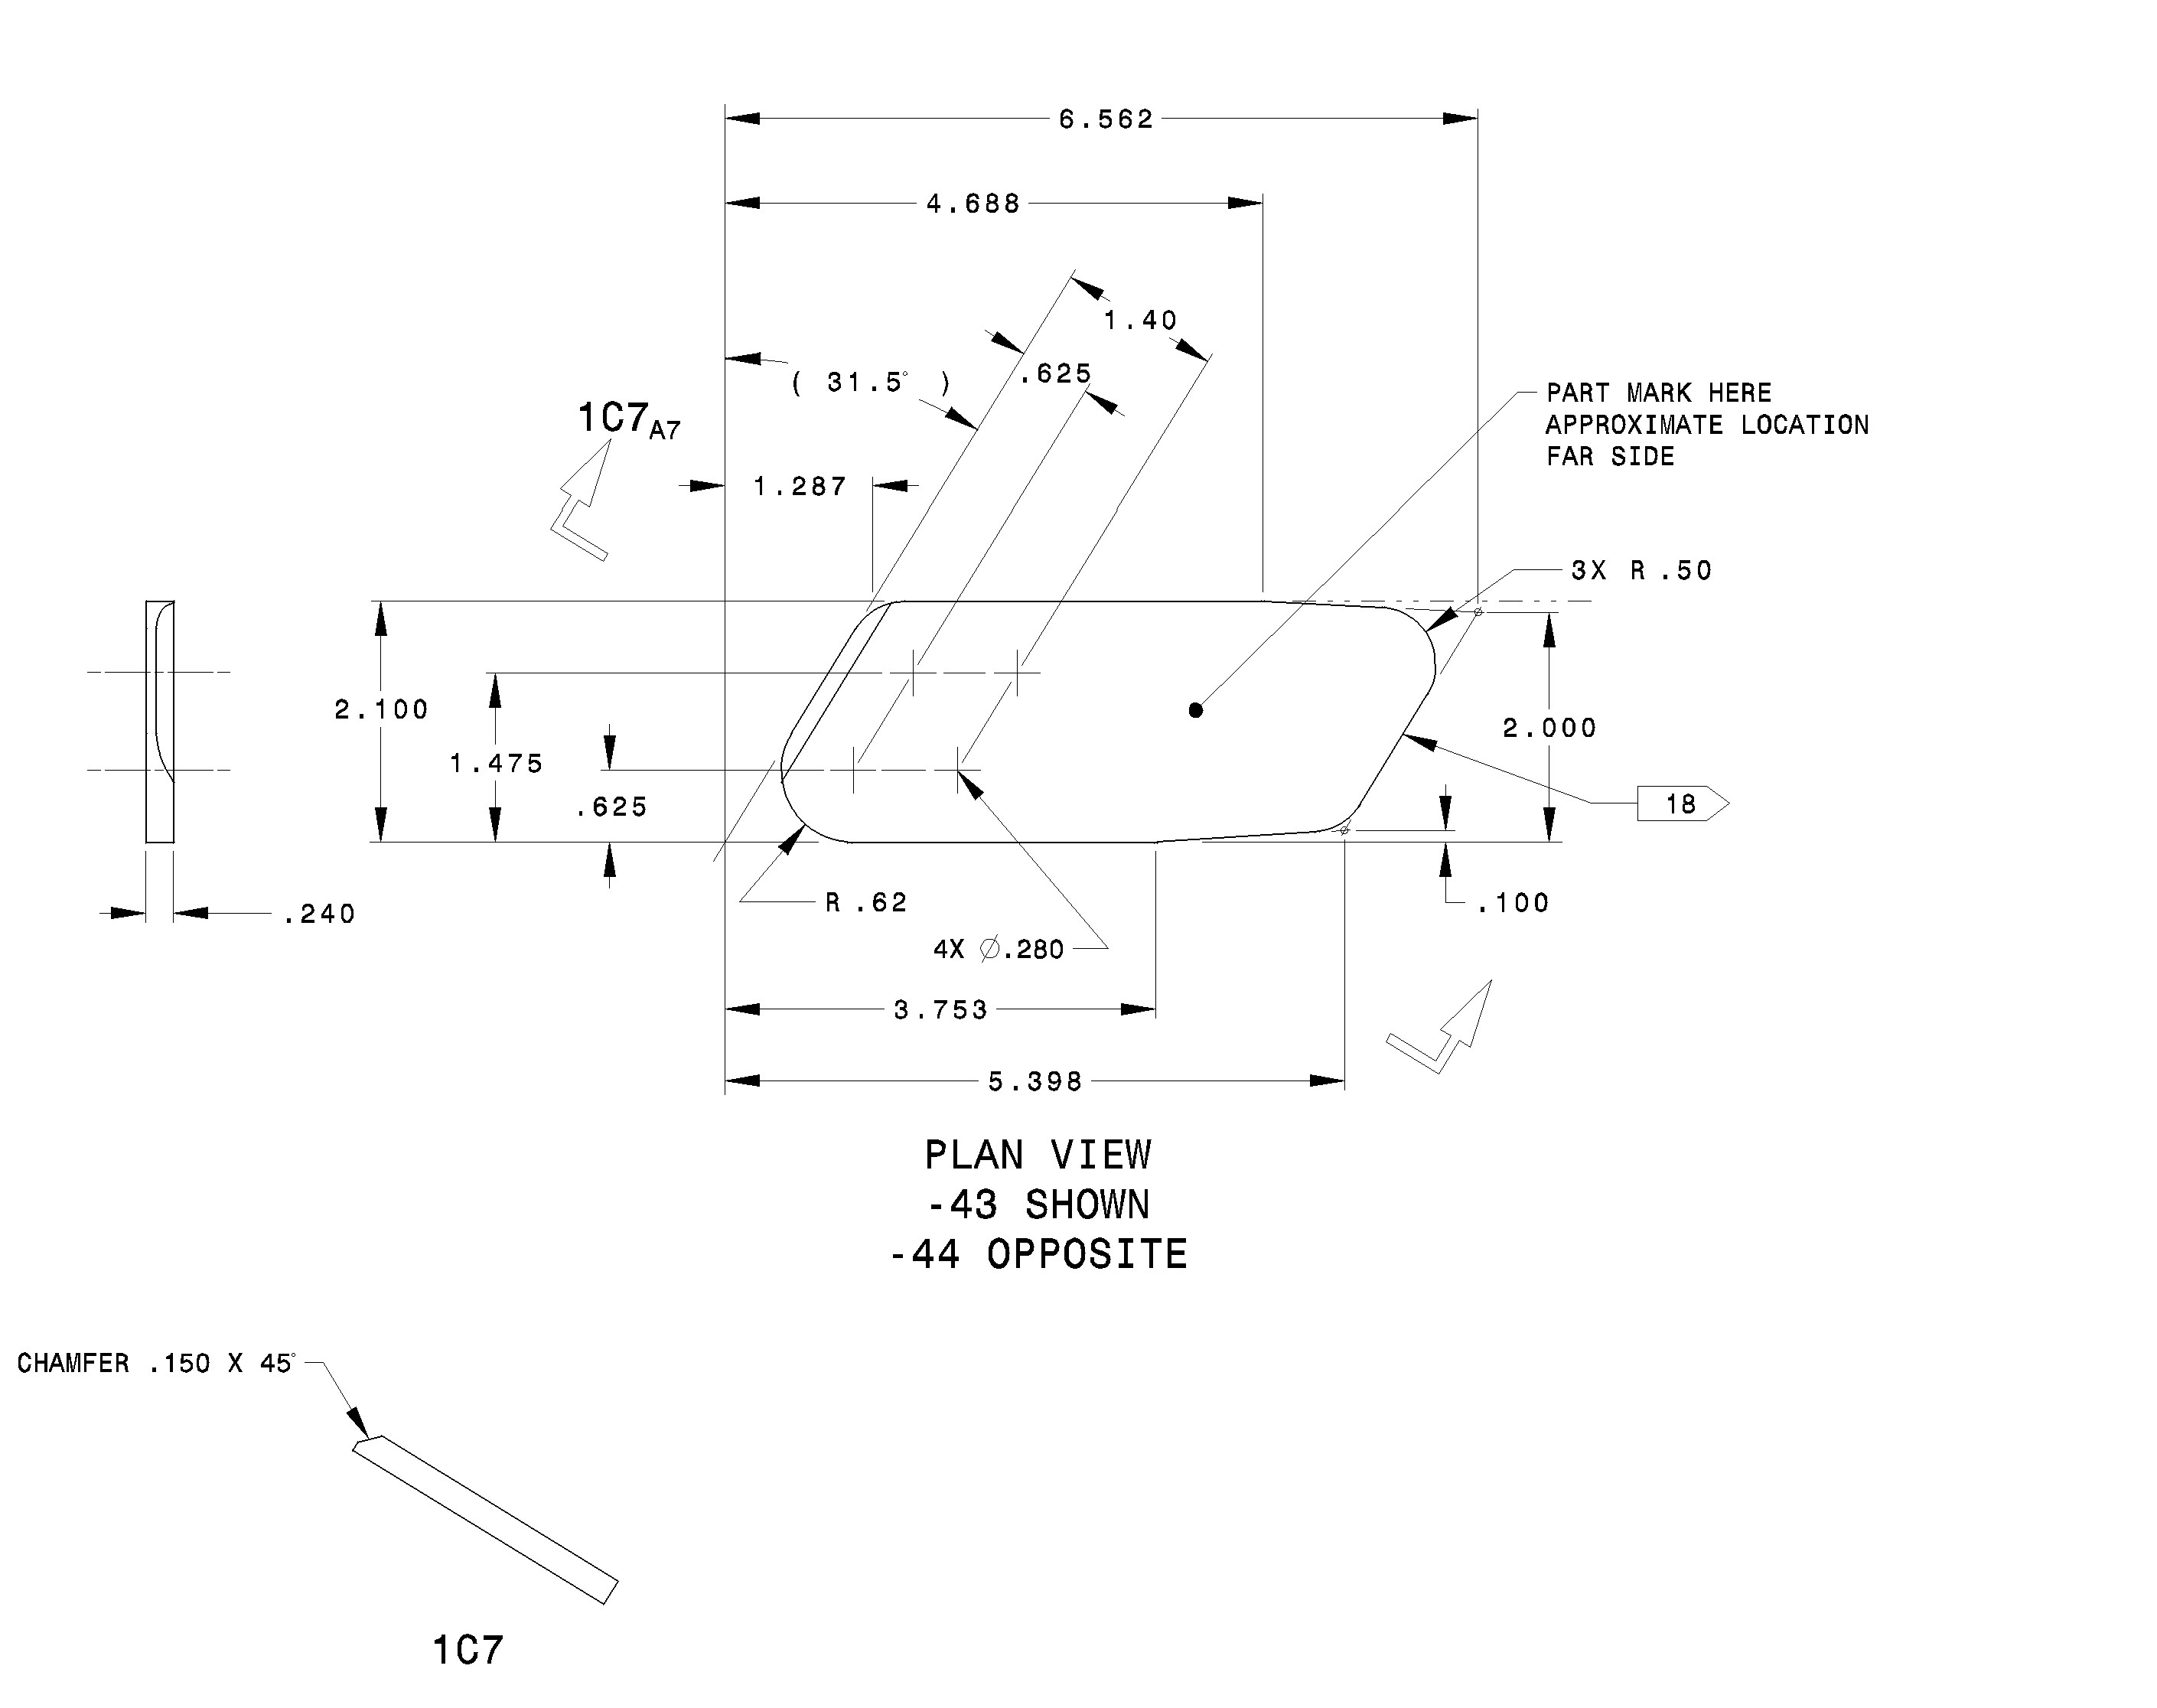 6.562
4.688
1.40
.625
( 31.5° )
1C7A7
1.287
PART MARK HERE
APPROXIMATE LOCATION
FAR SIDE
3X R .50
2.100
1.475
.625
2.000
18
.240
R .62
.100
4X ⌀.280
3.753
5.398
PLAN VIEW
-43 SHOWN
-44 OPPOSITE
CHAMFER .150 X 45°
1C7